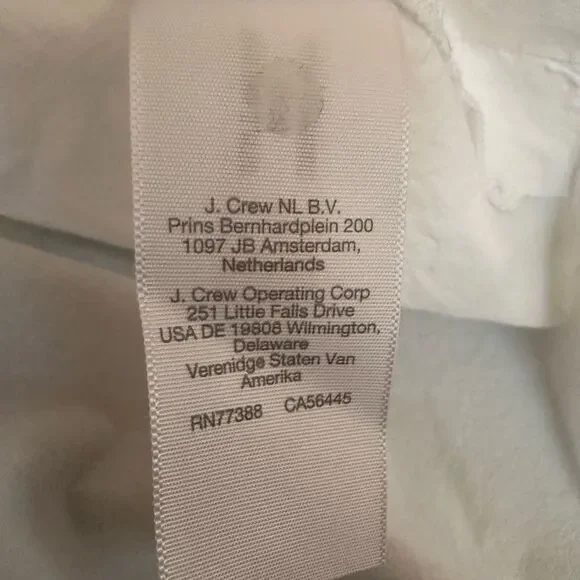 J. Crew NL B.V.
Prins Bernhardplein 200
1097 JB Amsterdam,
Netherlands
J. Crew Operating Corp
251 Little Falls Drive
USA DE 19808 Wilmington,
Delaware
Verenidge Staten Van
Amerika
RN77388 CA56445